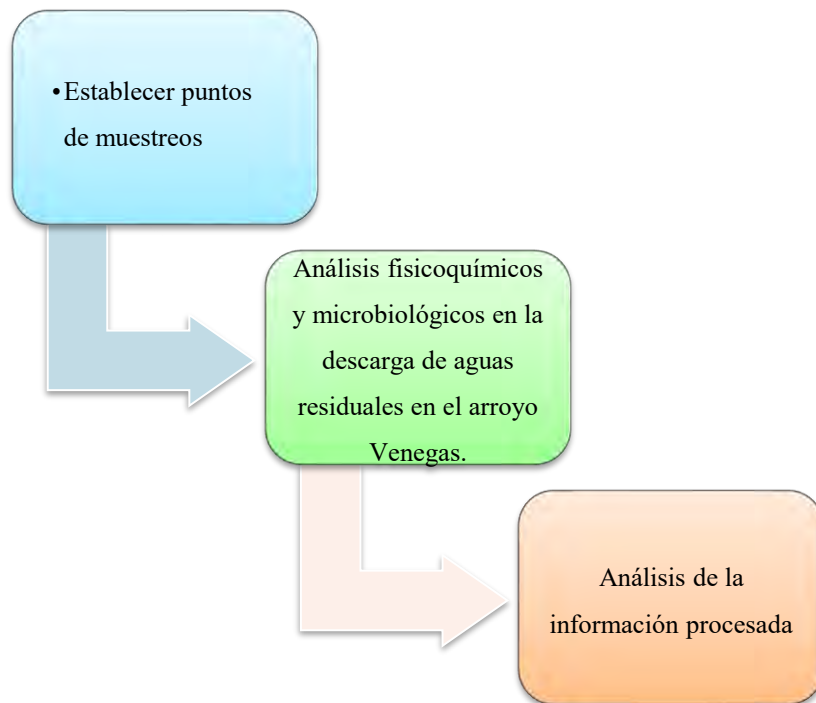 •Establecer puntos
de muestreos
Análisis fisicoquímicos
y microbiológicos en la
descarga de aguas
residuales en el arroyo
Venegas.
Análisis de la
información procesada